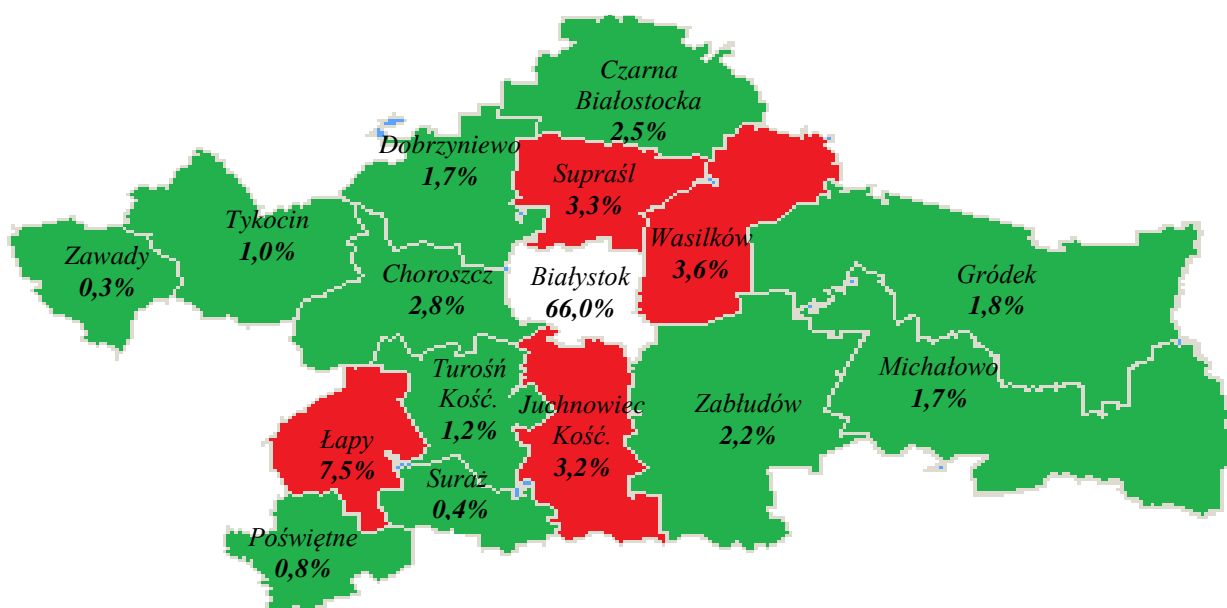 Czarna
Białostocka
2,5%
Dobrzyniewo
1,7%
Supraśl
3,3%
Tykocin
1,0%
Wasilków
3,6%
Zawady
0,3%
Choroszcz
2,8%
Białystok
66,0%
Gródek
1,8%
Turośń
Kość.
1,2%
Juchnowiec
Kość.
3,2%
Zabłudów
2,2%
Michałowo
1,7%
Łapy
7,5%
Suraż
0,4%
Poświętne
0,8%